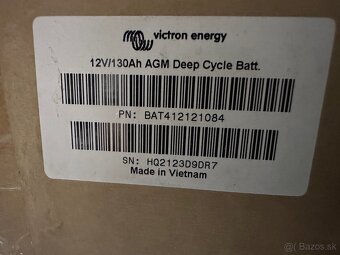 victron energy
12V/130Ah AGM Deep Cycle Batt.
PN: BAT412121084
SN: HQ2123D9DR7
Made in Vietnam
© Bazos.sk